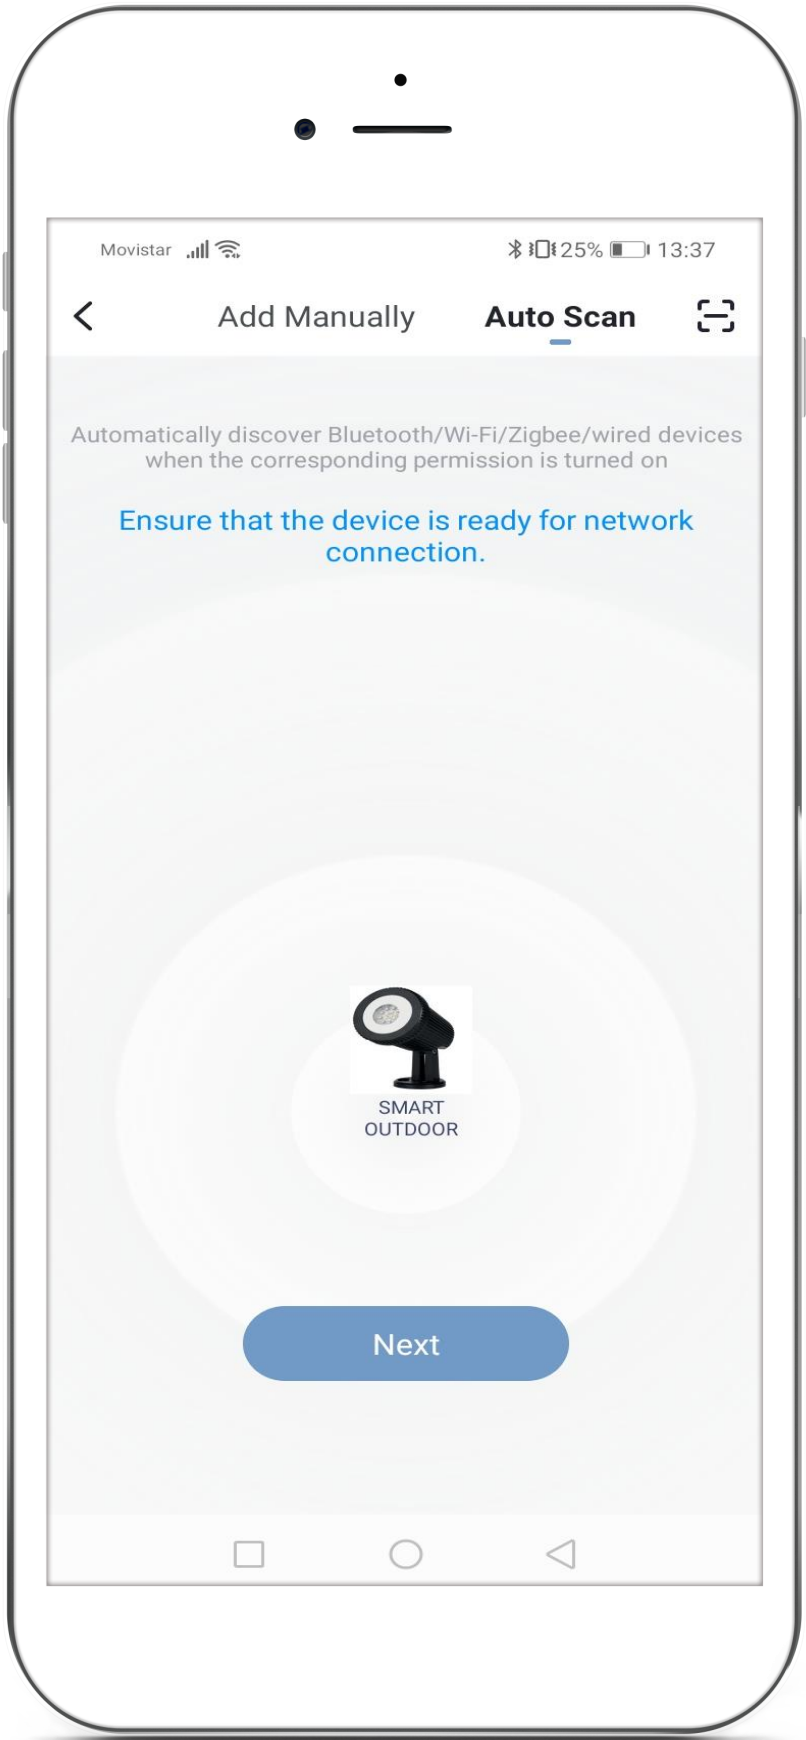 Movistar 25% 13:37
Add Manually Auto Scan
Automatically discover Bluetooth/Wi-Fi/Zigbee/wired devices
when the corresponding permission is turned on
Ensure that the device is ready for network
connection.
SMART
OUTDOOR
Next